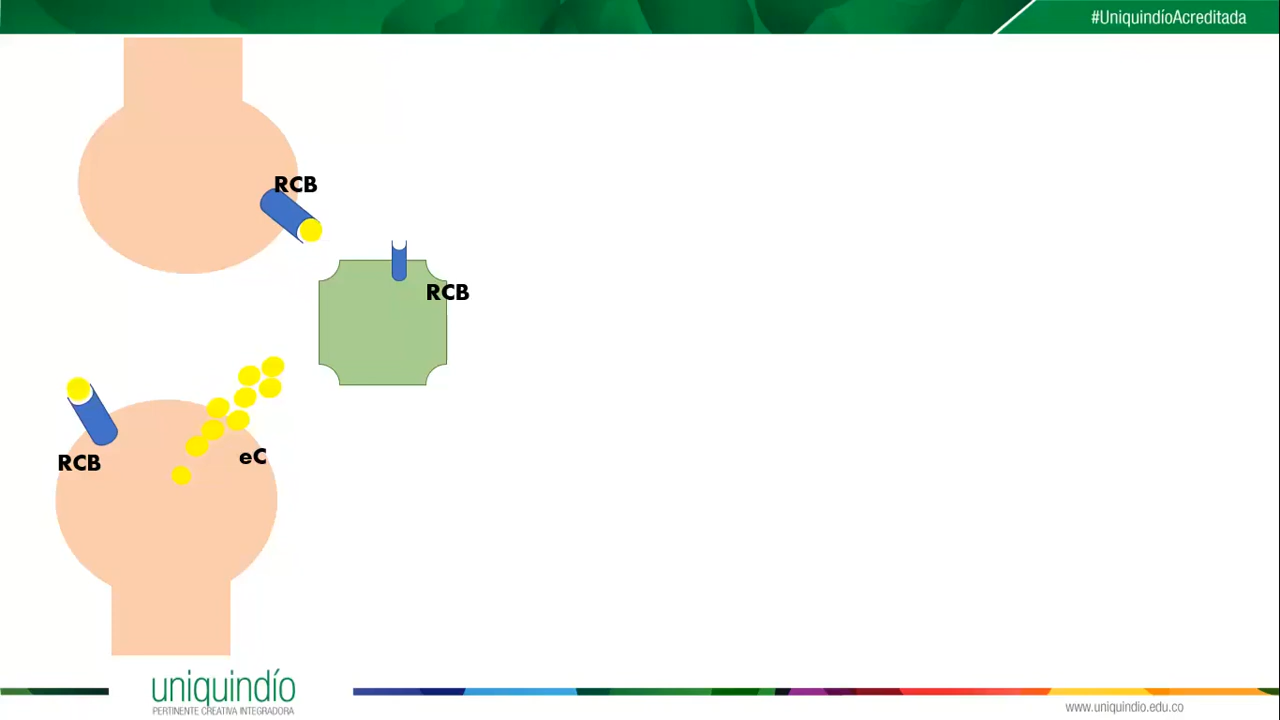 #UniquindíoAcreditada
RCB
RCB
RCB
eC
uniquindío
PERTINENTE CREATIVA INTEGRADORA
www.uniquindio.edu.co